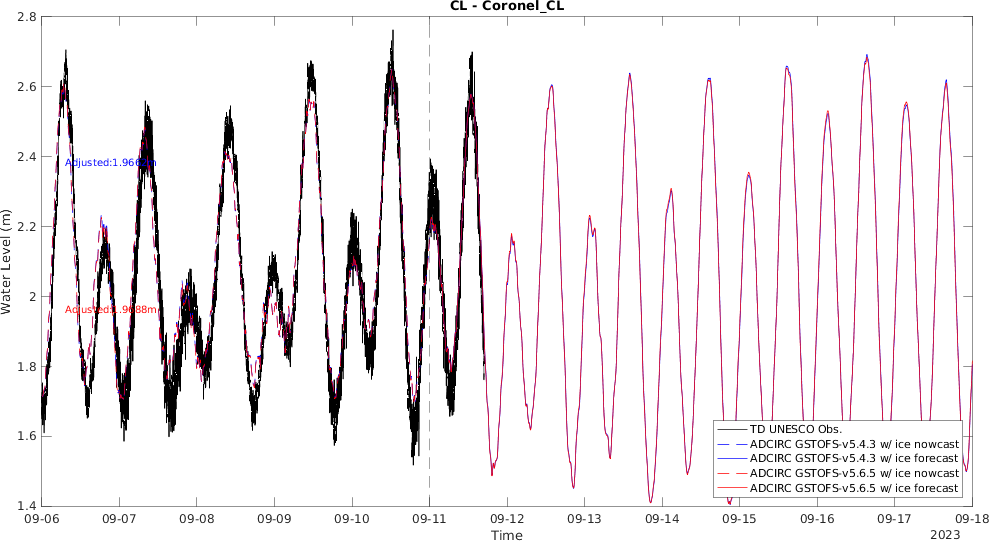 CL - Coronel_CL
2.8
2.6
2.4
2.2
2
1.8
1.6
1.4
Water Level (m)
TD UNESCO Obs.
ADCIRC GSTOFS-v5.4.3 w/ ice nowcast
ADCIRC GSTOFS-v5.4.3 w/ ice forecast
ADCIRC GSTOFS-v5.6.5 w/ ice nowcast
ADCIRC GSTOFS-v5.6.5 w/ ice forecast
09-06 09-07 09-08 09-09 09-10 09-11 09-12 09-13 09-14 09-15 09-16 09-17 09-18
Time
2023